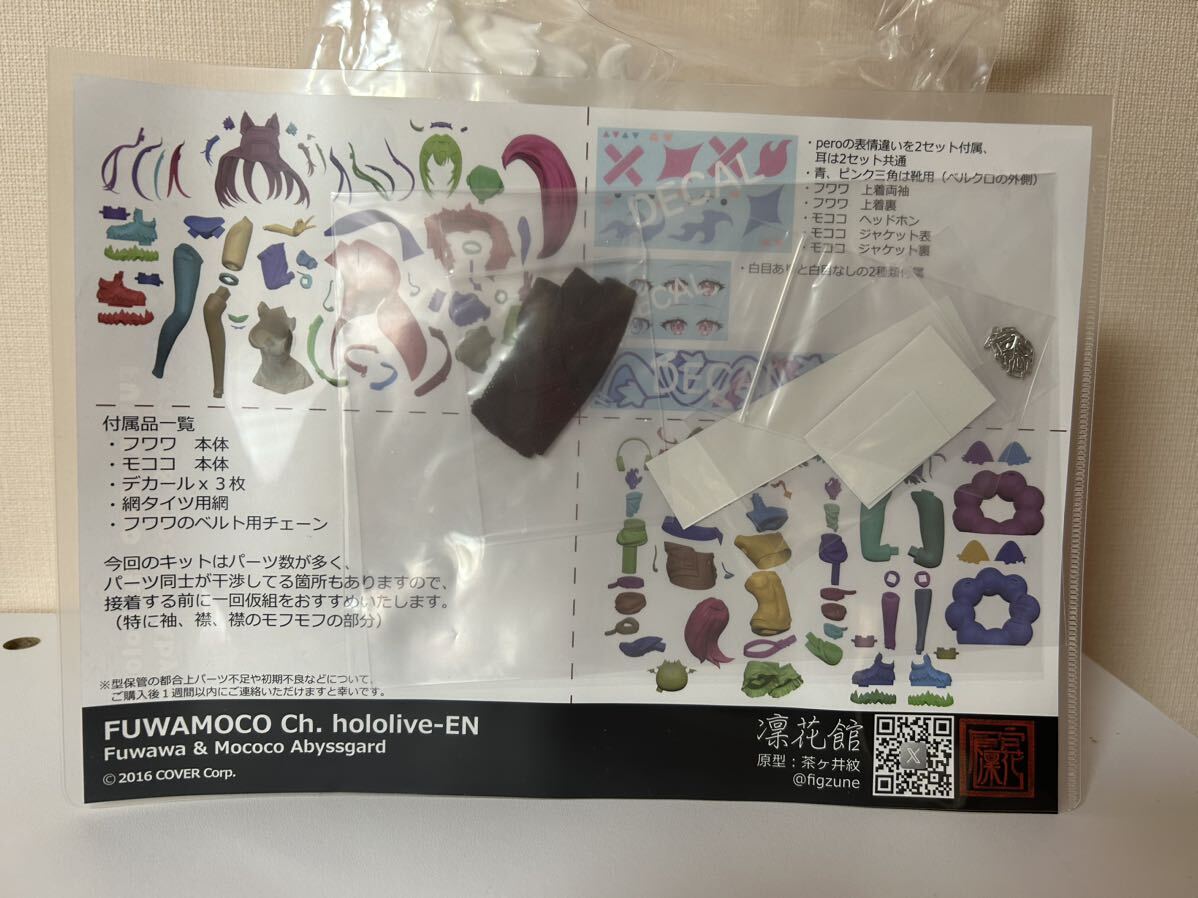 DECAL
・peroの表情違いを2セット付属、
耳は2セット共通
・青、ピンク三角は靴用（ベルク口の外側）
・フワワ　上着両袖
・フワワ　上着裏
・モココ　ヘッドホン
・モココ　ジャケット表
・モココ　ジャケット裏
DECAL
・白目ありと白目なしの2種類付属
DECAL
付属品一覧
・フワワ　本体
・モココ　本体
・デカールｘ３枚
・網タイツ用網
・フワワのベルト用チェーン
今回のキットはパーツ数が多く、
パーツ同士が干渉してる箇所もありますので、
接着する前に一回仮組をおすすめいたします。
（特に袖、襟、襟のモフモフの部分）
※型保管の都合上パーツ不足や初期不良などについて、
ご購入後１週間以内にご連絡いただけますと幸いです。
FUWAMOCO Ch. hololive-EN
Fuwawa & Mococo Abyssgard
© 2016 COVER Corp.
凛花館
原型：茶ヶ井紋
@figzune